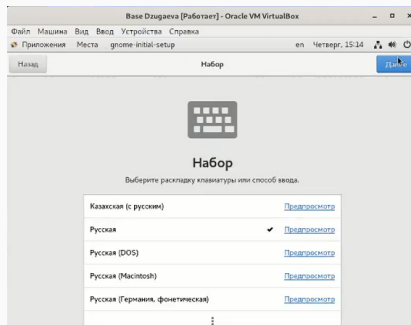 Base Dzugaeva [Работает] - Oracle VM VirtualBox
Файл Машина Вид Ввод Устройства Справка
Приложения Места gnome-initial-setup en Четверг, 15:14
Назад Набор Далее
Набор
Выберите раскладку клавиатуры или способ ввода.
Казахская (с русским) Предпросмотр
Русская ✔ Предпросмотр
Русская (DOS) Предпросмотр
Русская (Macintosh) Предпросмотр
Русская (Германия, фонетическая) Предпросмотр